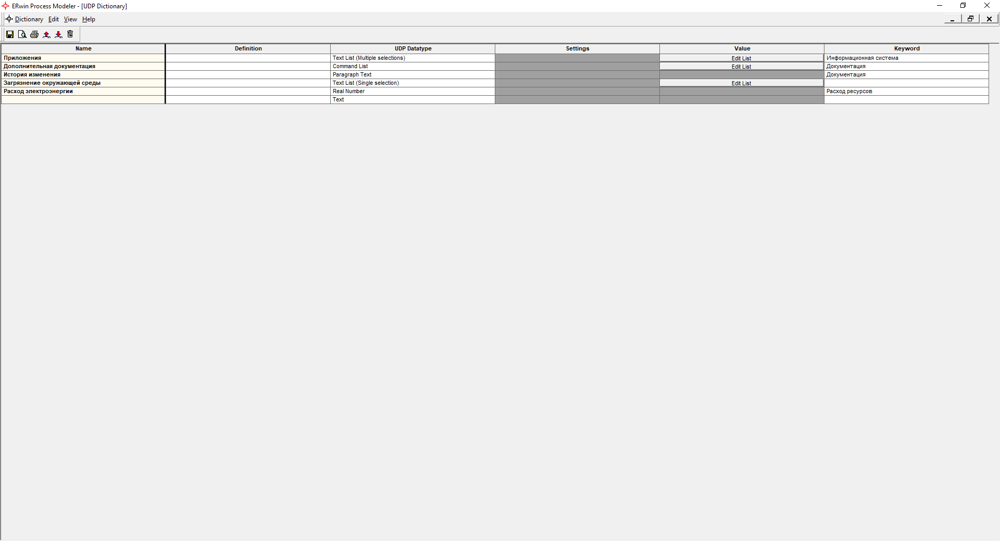 ERwin Process Modeler - [UDP Dictionary]
Dictionary Edit View Help
Name Definition UDP Datatype Settings Value Keyword
Приложения Text List (Multiple selections) Edit List Информационная система
Дополнительная документация Command List Edit List Документация
История изменения Paragraph Text Документация
Загрязнение окружающей среды Text List (Single selection) Edit List
Расход электроэнергии Real Number Расход ресурсов
Text